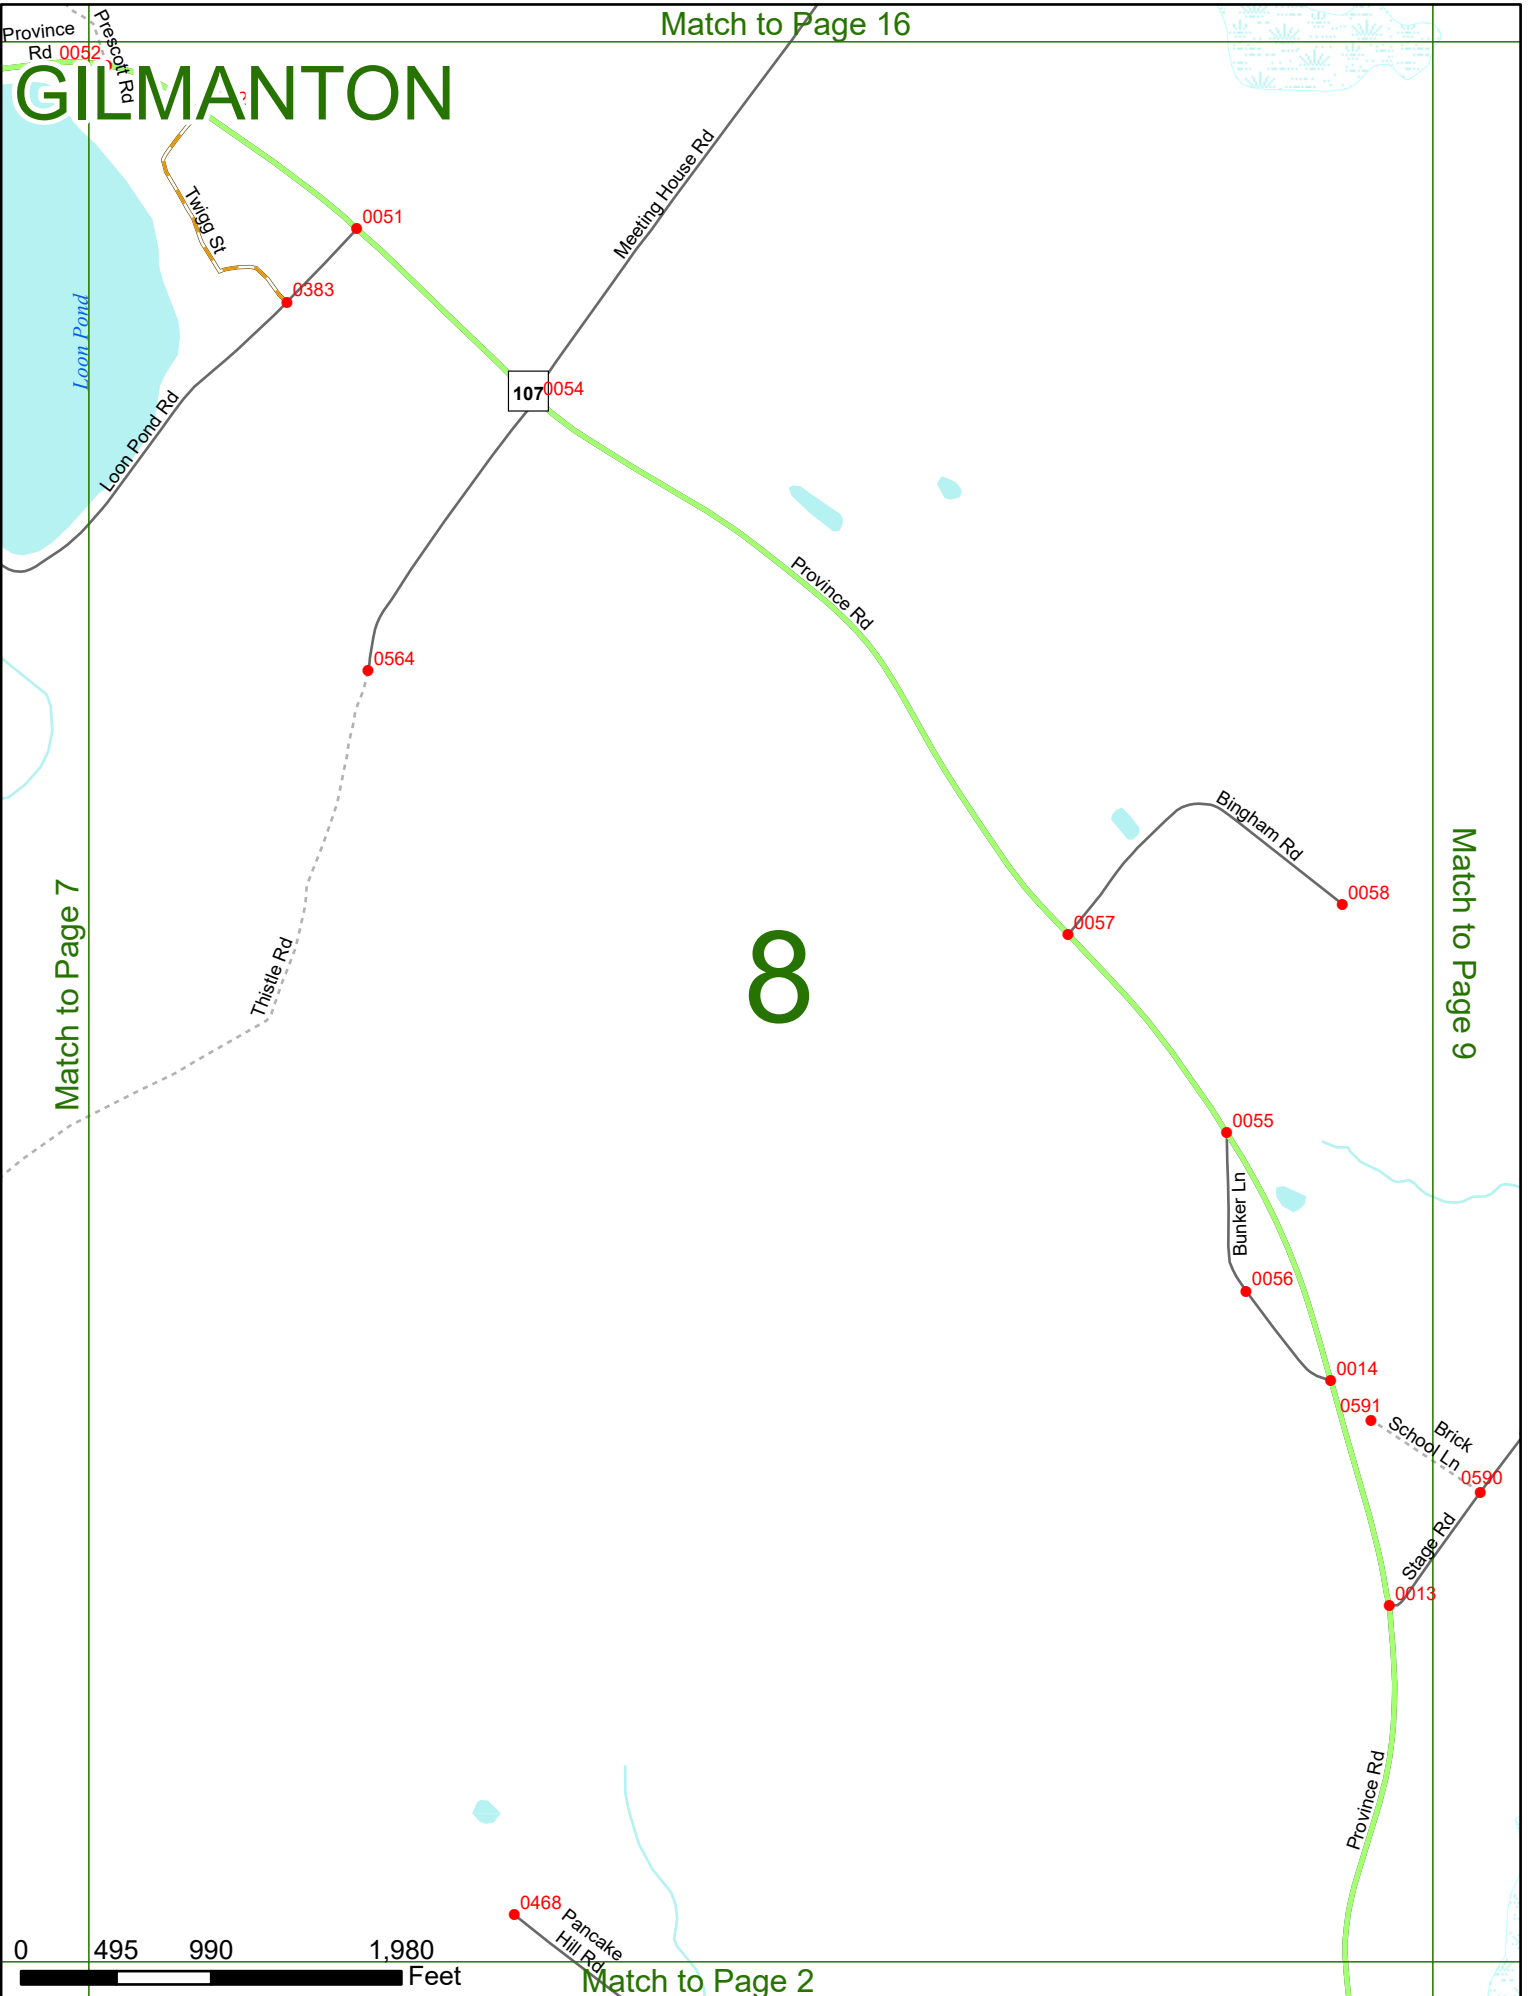 Match to Page 16
Province
Rd
0052
Prescott Rd
GILMANTON
Twigg St
0051
0383
Meeting House Rd
Loon Pond
Loon Pond Rd
107
0054
Province Rd
0564
Bingham Rd
0058
0057
Match to Page 7
Match to Page 9
8
Thistle Rd
0055
Bunker Ln
0056
0014
0591
Brick
School Ln
0590
Stage Rd
0013
Province Rd
0468
Pancake
Hill Rd
0 495 990 1,980
Feet
Match to Page 2